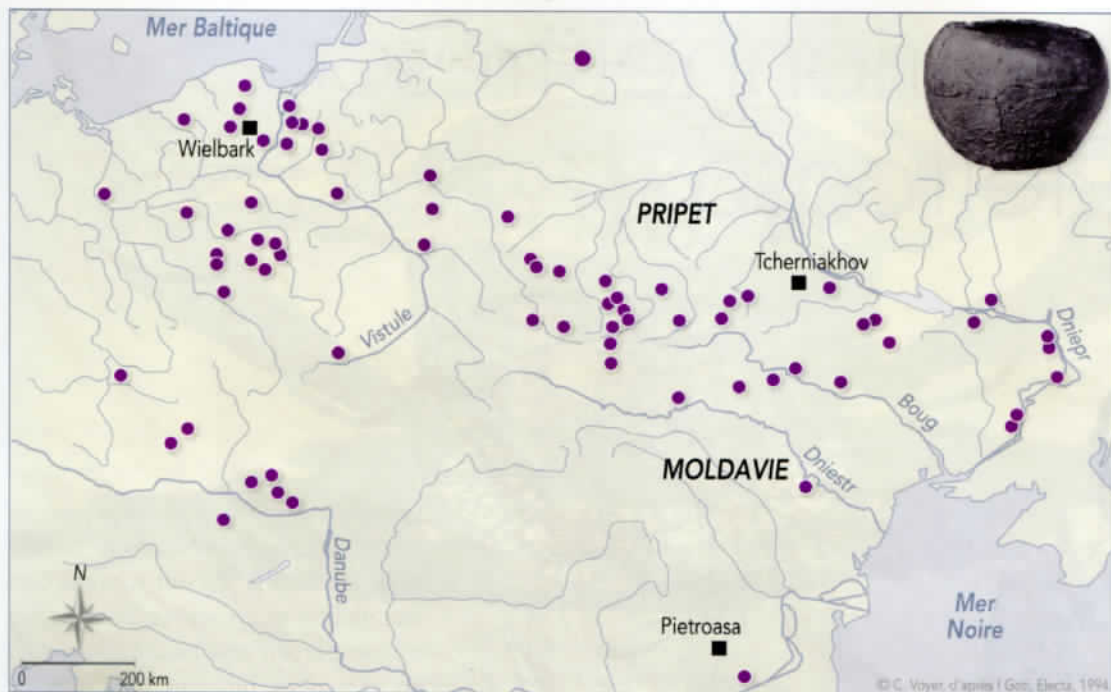 Mer Baltique
Wielbark
PRIPET
Tcherniakhov
Vistule
Dniepr
Boug
MOLDAVIE
Dniestr
Danube
N
Pietroasa
Mer
Noire
0 200 km
© C. Voyer, d'après I Goti, Electa, 1994